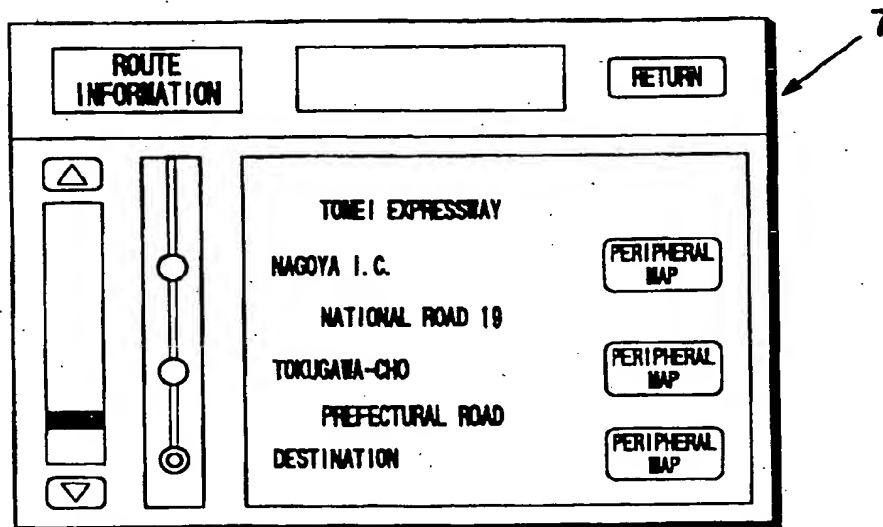 7
ROUTE
INFORMATION
RETURN
TOMEI EXPRESSWAY
NAGOYA I.C.
PERIPHERAL
MAP
NATIONAL ROAD 19
TOKUGAWA-CHO
PERIPHERAL
MAP
PREFECTURAL ROAD
DESTINATION
PERIPHERAL
MAP